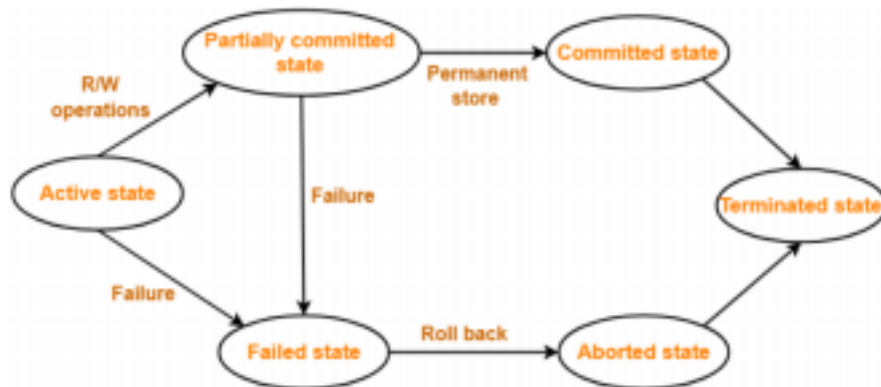 Partially committed
state
Committed state
R/W
operations
Permanent
store
Active state
Failure
Terminated state
Failure
Failed state
Roll back
Aborted state